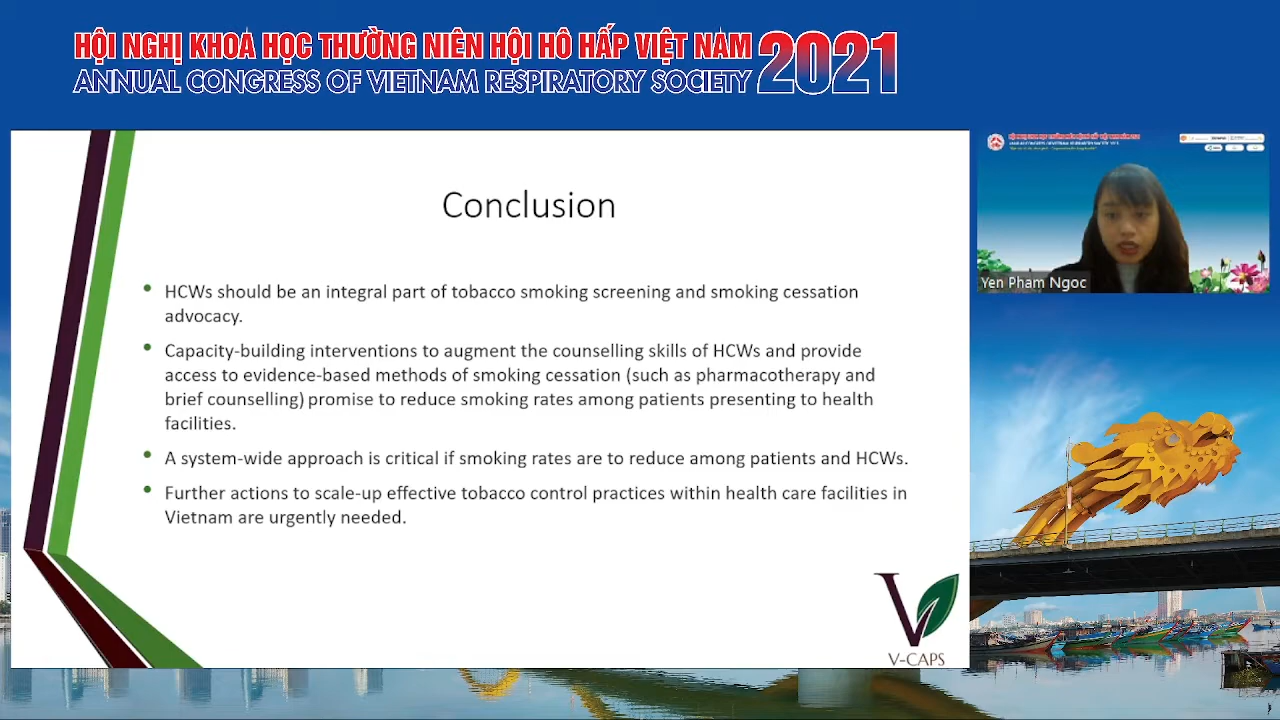 HỘI NGHỊ KHOA HỌC THƯỜNG NIÊN HỘI HÔ HẤP VIỆT NAM 2021
ANNUAL CONGRESS OF VIETNAM RESPIRATORY SOCIETY
Conclusion
• HCWs should be an integral part of tobacco smoking screening and smoking cessation
advocacy.
• Capacity-building interventions to augment the counselling skills of HCWs and provide
access to evidence-based methods of smoking cessation (such as pharmacotherapy and
brief counselling) promise to reduce smoking rates among patients presenting to health
facilities.
• A system-wide approach is critical if smoking rates are to reduce among patients and HCWs.
• Further actions to scale-up effective tobacco control practices within health care facilities in
Vietnam are urgently needed.
V-CAPS
Yen Pham Ngoc